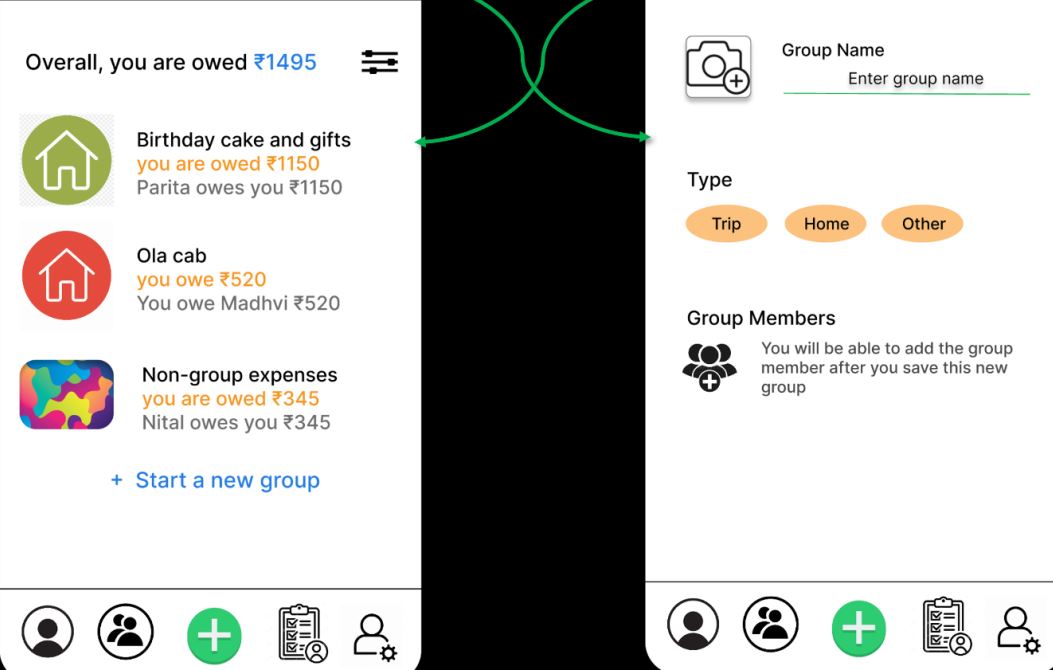 Overall, you are owed ₹1495
Birthday cake and gifts
you are owed ₹1150
Parita owes you ₹1150
Ola cab
you owe ₹520
You owe Madhvi ₹520
Non-group expenses
you are owed ₹345
Nital owes you ₹345
+ Start a new group
Group Name
Enter group name
Type
Trip
Home
Other
Group Members
You will be able to add the group
member after you save this new
group